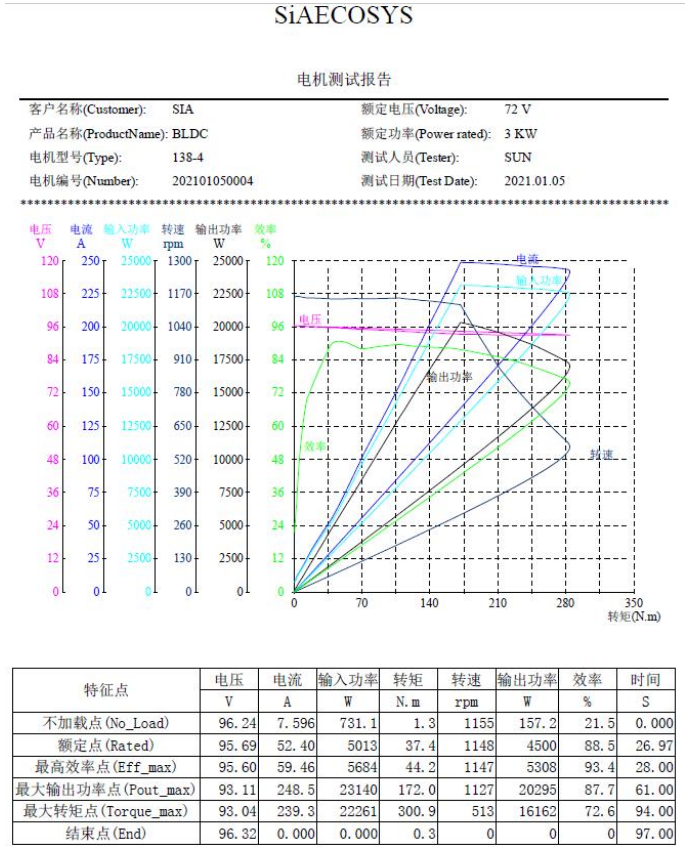 SiAECOSYS
电机测试报告
客户名称(Customer): SIA 额定电压(Voltage): 72 V
产品名称(ProductName): BLDC 额定功率(Power rated): 3 KW
电机型号(Type): 138-4 测试人员(Tester): SUN
电机编号(Number): 202101050004 测试日期(Test Date): 2021.01.05
电压 电流 输入功率 转速 输出功率 效率
V A W rpm W %
120 250 25000 1300 25000 120
108 225 22500 1170 22500 108
96 200 20000 1040 20000 96
84 175 17500 910 17500 84
72 150 15000 780 15000 72
60 125 12500 650 12500 60
48 100 10000 520 10000 48
36 75 7500 390 7500 36
24 50 5000 260 5000 24
12 25 2500 130 2500 12
0 0 0 0 0 0
电流
输入功率
电压
输出功率
效率
转速
0 70 140 210 280 350
转矩(N.m)
特征点 电压 电流 输入功率 转矩 转速 输出功率 效率 时间
V A W N.m rpm W % S
不加载点(No_Load) 96.24 7.596 731.1 1.3 1155 157.2 21.5 0.000
额定点(Rated) 95.69 52.40 5013 37.4 1148 4500 88.5 26.97
最高效率点(Eff_max) 95.60 59.46 5684 44.2 1147 5308 93.4 28.00
最大输出功率点(Pout_max) 93.11 248.5 23140 172.0 1127 20295 87.7 61.00
最大转矩点(Torque_max) 93.04 239.3 22261 300.9 513 16162 72.6 94.00
结束点(End) 96.32 0.000 0.000 0.3 0 0 0 97.00